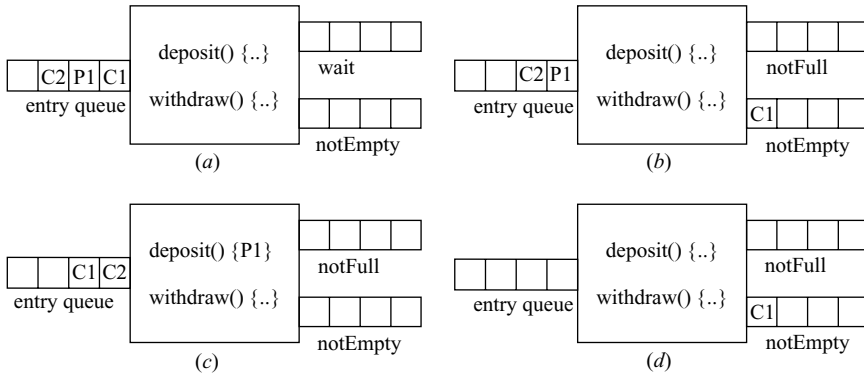 deposit() {..}
C2 P1 C1
wait
entry queue
withdraw() {..}
notEmpty
(a)
deposit() {..}
C2 P1
notFull
entry queue
withdraw() {..}
C1
notEmpty
(b)
deposit() {P1}
C1 C2
notFull
entry queue
withdraw() {..}
notEmpty
(c)
deposit() {..}
notFull
entry queue
withdraw() {..}
C1
notEmpty
(d)